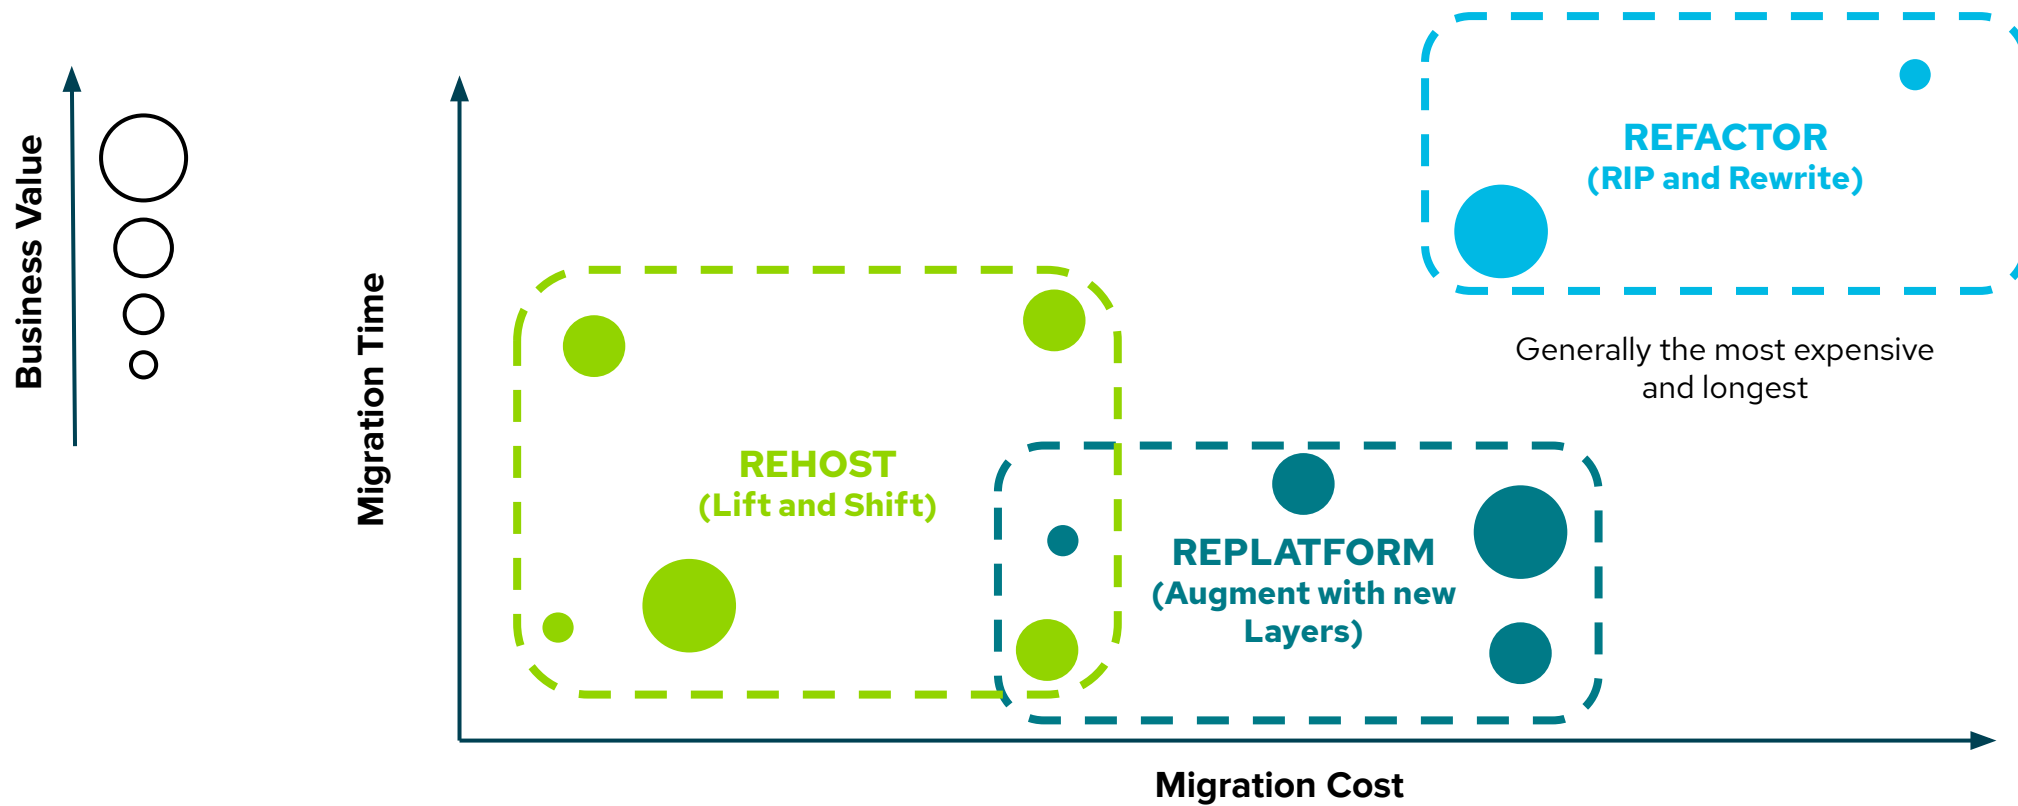 Business Value
Migration Time
REFACTOR
(RIP and Rewrite)
Generally the most expensive
and longest
REHOST
(Lift and Shift)
REPLATFORM
(Augment with new
Layers)
Migration Cost